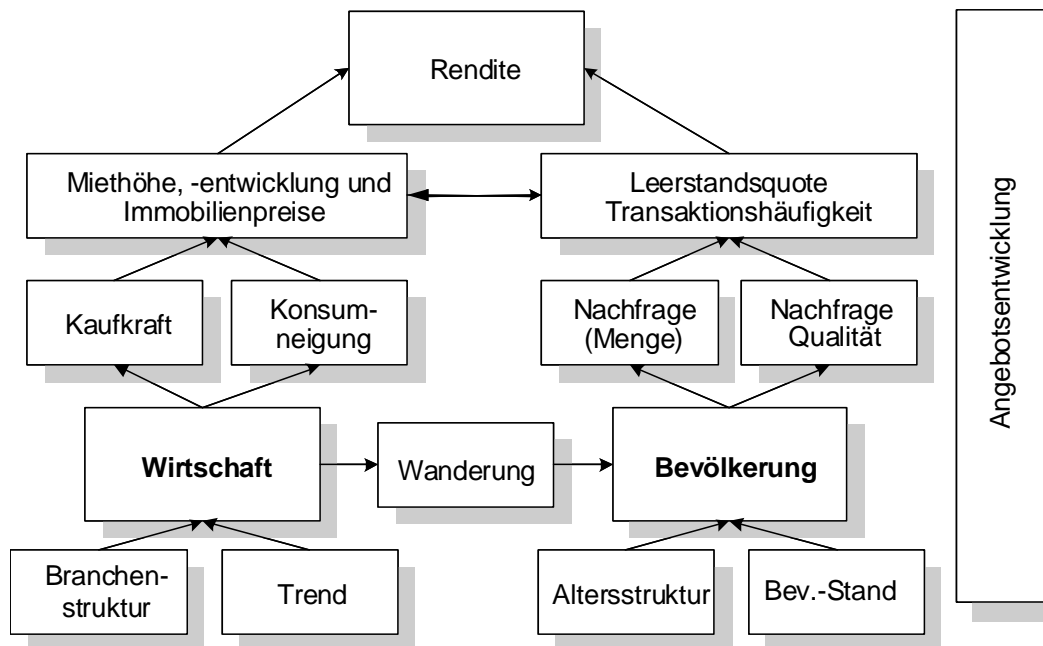 Rendite
Miethöhe, -entwicklung und
Immobilienpreise
Leerstandsquote
Transaktionshäufigkeit
Kaufkraft
Konsum-
neigung
Nachfrage
(Menge)
Nachfrage
Qualität
Wirtschaft
Wanderung
Bevölkerung
Branchen-
struktur
Trend
Altersstruktur
Bev.-Stand
Angebotsentwicklung